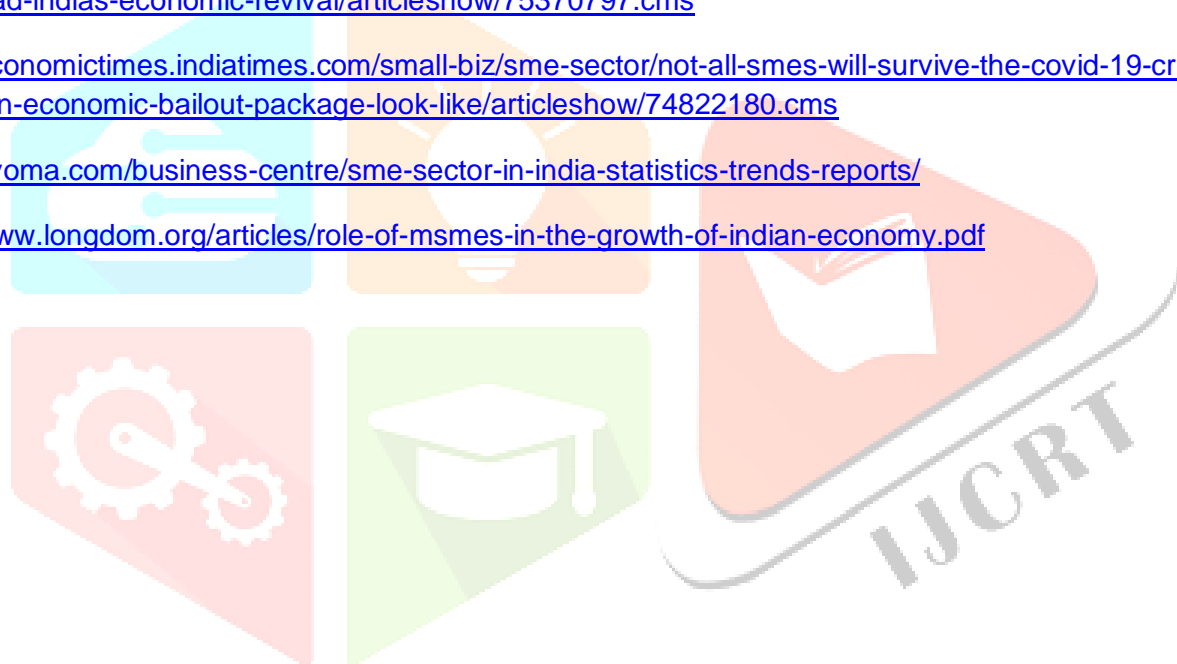 ad-indias-economic-revival/articleshow/75370797.cms
conomictimes.indiatimes.com/small-biz/sme-sector/not-all-smes-will-survive-the-covid-19-cr
n-economic-bailout-package-look-like/articleshow/74822180.cms
yoma.com/business-centre/sme-sector-in-india-statistics-trends-reports/
ww.longdom.org/articles/role-of-msmes-in-the-growth-of-indian-economy.pdf
IJCRT